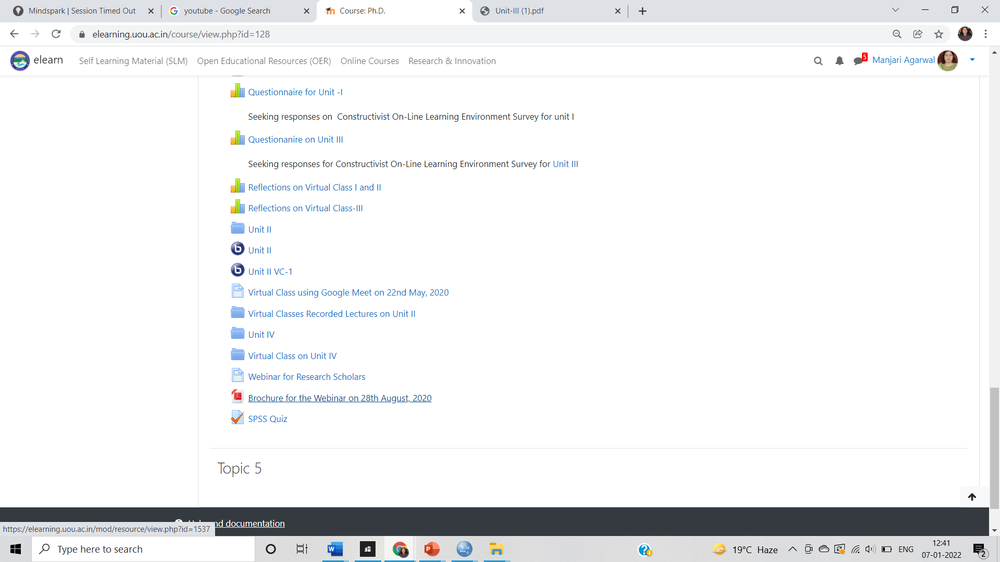 Mindspark | Session Timed Out
youtube - Google Search
Course: Ph.D.
Unit-III (1).pdf
elearning.uou.ac.in/course/view.php?id=128
elearn
Self Learning Material (SLM)
Open Educational Resources (OER)
Online Courses
Research & Innovation
5
Manjari Agarwal
Questionnaire for Unit -I
Seeking responses on  Constructivist On-Line Learning Environment Survey for unit I
Questionanire on Unit III
Seeking responses for Constructivist On-Line Learning Environment Survey for Unit III
Reflections on Virtual Class I and II
Reflections on Virtual Class-III
Unit II
Unit II
Unit II VC-1
Virtual Class using Google Meet on 22nd May, 2020
Virtual Classes Recorded Lectures on Unit II
Unit IV
Virtual Class on Unit IV
Webinar for Research Scholars
Brochure for the Webinar on 28th August, 2020
SPSS Quiz
Topic 5
nd documentation
https://elearning.uou.ac.in/mod/resource/view.php?id=1537
Type here to search
19°C Haze
ENG
12:41
07-01-2022
2